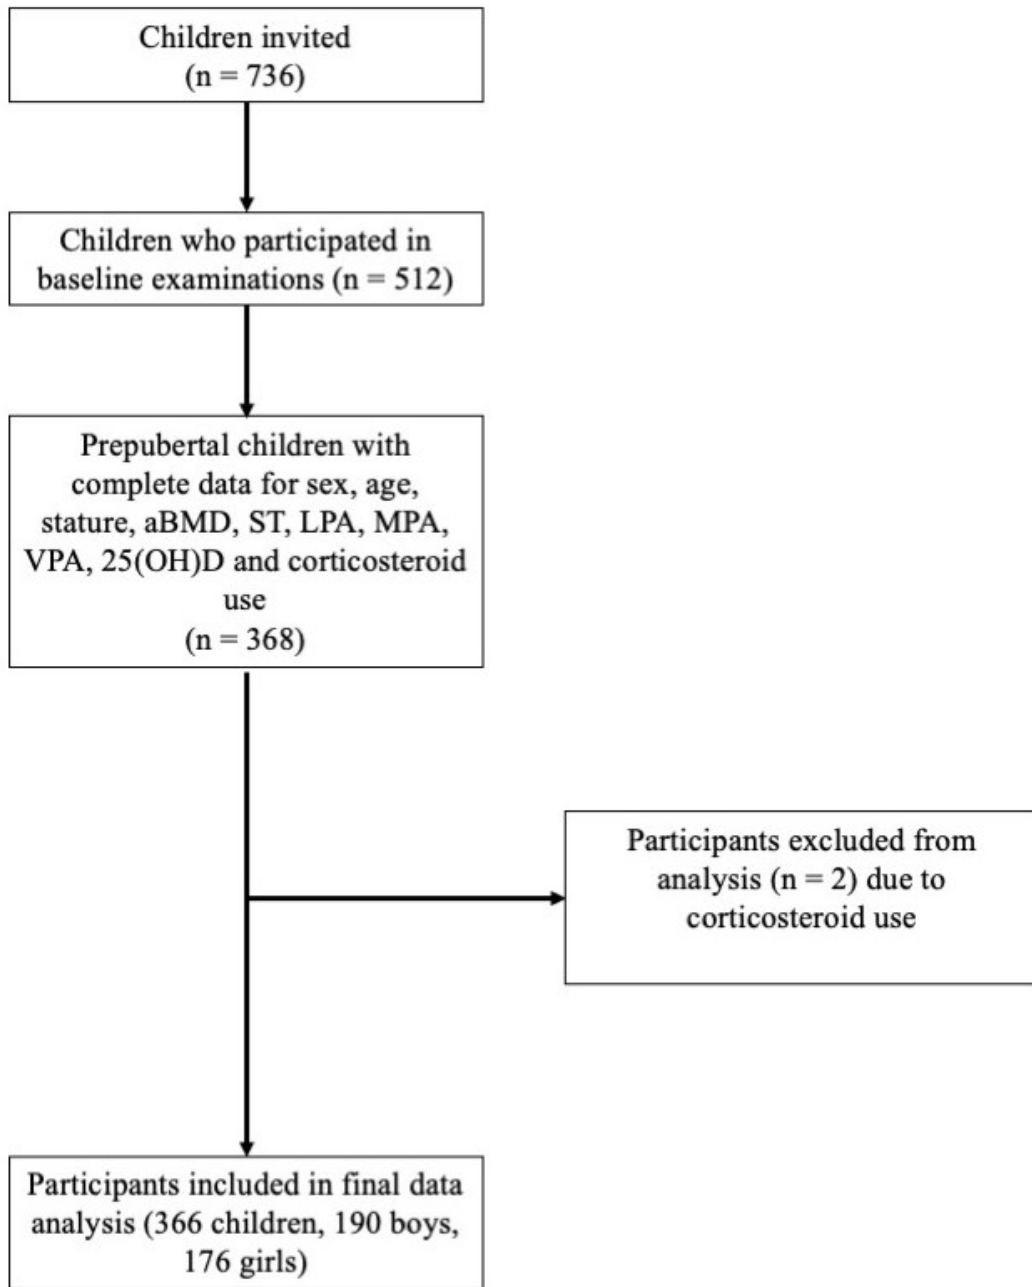 Children invited
(n = 736)
Children who participated in
baseline examinations (n = 512)
Prepubertal children with
complete data for sex, age,
stature, aBMD, ST, LPA, MPA,
VPA, 25(OH)D and corticosteroid
use
(n = 368)
Participants excluded from
analysis (n = 2) due to
corticosteroid use
Participants included in final data
analysis (366 children, 190 boys,
176 girls)